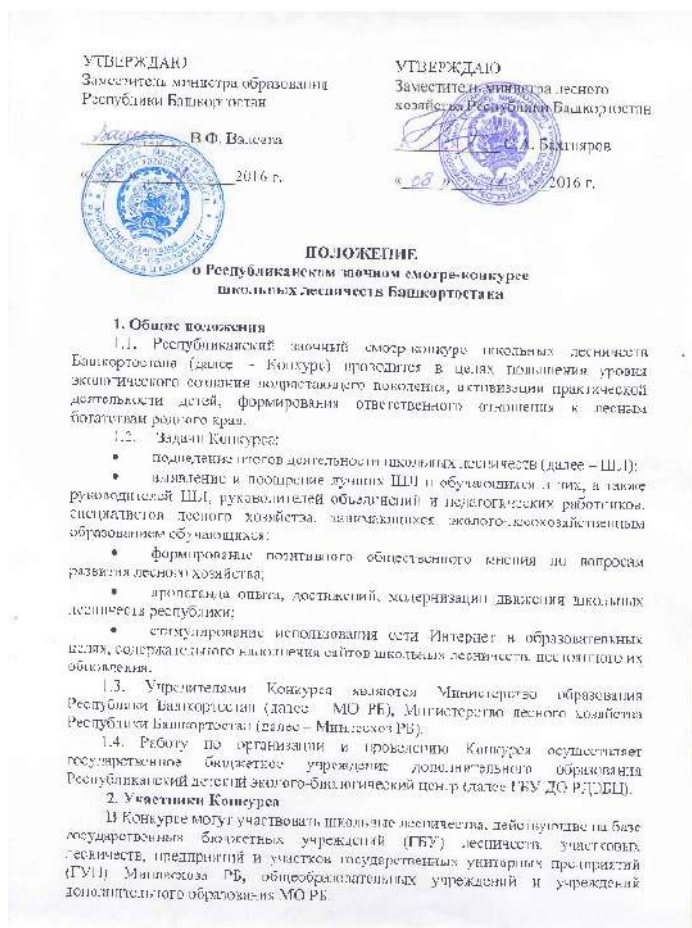 УТВЕРЖДАЮ
Заместитель министра образования
Республики Башкортостан
В.Ф. Валеева
2016 г.
УТВЕРЖДАЮ
Заместитель министра лесного
хозяйства Республики Башкортостан
Бахтияров
« 08 » 2016 г.
ПОЛОЖЕНИЕ
о Республиканском заочном смотре-конкурсе
школьных лесничеств Башкортостана
1. Общие положения
1.1. Республиканский заочный смотр-конкурс школьных лесничеств
Башкортостана (далее - Конкурс) проводится в целях повышения уровня
экологического сознания подрастающего поколения, активизации практической
деятельности детей, формирования ответственного отношения к лесным
богатствам родного края.
1.2. Задачи Конкурса:
• подведение итогов деятельности школьных лесничеств (далее – ШЛ);
• выявление и поощрение лучших ШЛ и обучающихся в них, а также
руководителей ШЛ, руководителей объединений и педагогических работников,
специалистов лесного хозяйства, занимающихся эколого-лесохозяйственным
образованием обучающихся;
• формирование позитивного общественного мнения по вопросам
развития лесного хозяйства;
• пропаганда опыта, достижений, модернизации движения школьных
лесничеств республики;
• стимулирование использования сети Интернет в образовательных
целях, содержательного наполнения сайтов школьных лесничеств, постоянного их
обновления.
1.3. Учредителями Конкурса являются Министерство образования
Республики Башкортостан (далее – МО РБ), Министерство лесного хозяйства
Республики Башкортостан (далее – Минлесхоз РБ).
1.4. Работу по организации и проведению Конкурса осуществляет
государственное бюджетное учреждение дополнительного образования
Республиканский детский эколого-биологический центр (далее ГБУ ДО РДЭБЦ).
2. Участники Конкурса
В Конкурсе могут участвовать школьные лесничества, действующие на базе
государственных бюджетных учреждений (ГБУ) лесничеств, участковых
лесничеств, предприятий и участков государственных унитарных предприятий
(ГУП) Минлесхоза РБ, общеобразовательных учреждений и учреждений
дополнительного образования МО РБ.